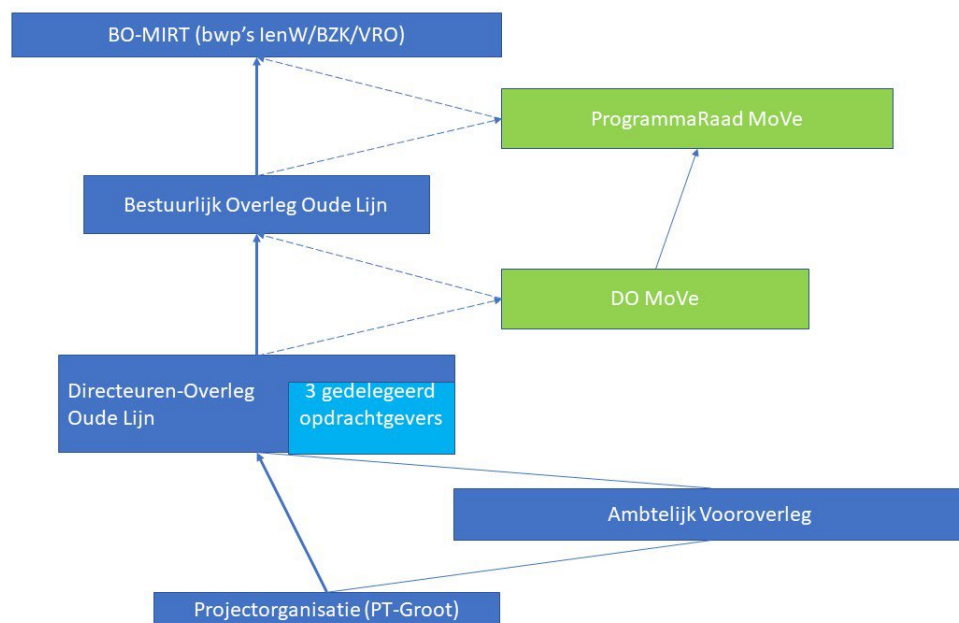 BO-MIRT (bwp’s IenW/BZK/VRO)
ProgrammaRaad MoVe
Bestuurlijk Overleg Oude Lijn
DO MoVe
Directeuren-Overleg
Oude Lijn
3 gedelegeerd
opdrachtgevers
Ambtelijk Vooroverleg
Projectorganisatie (PT-Groot)